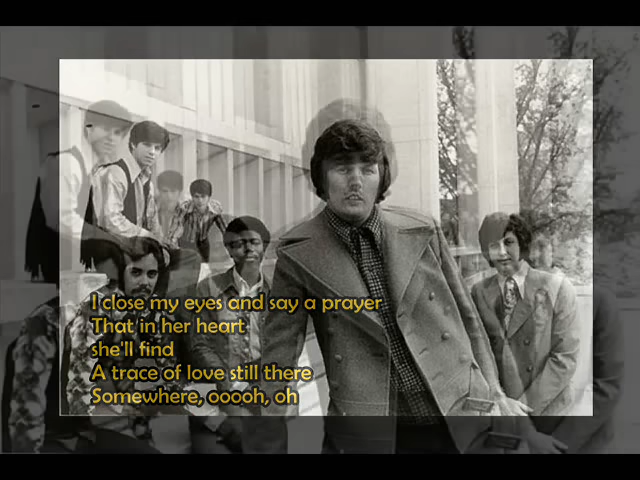 I close my eyes and say a prayer
That in her heart
she'll find
A trace of love still there
Somewhere, ooooh, oh